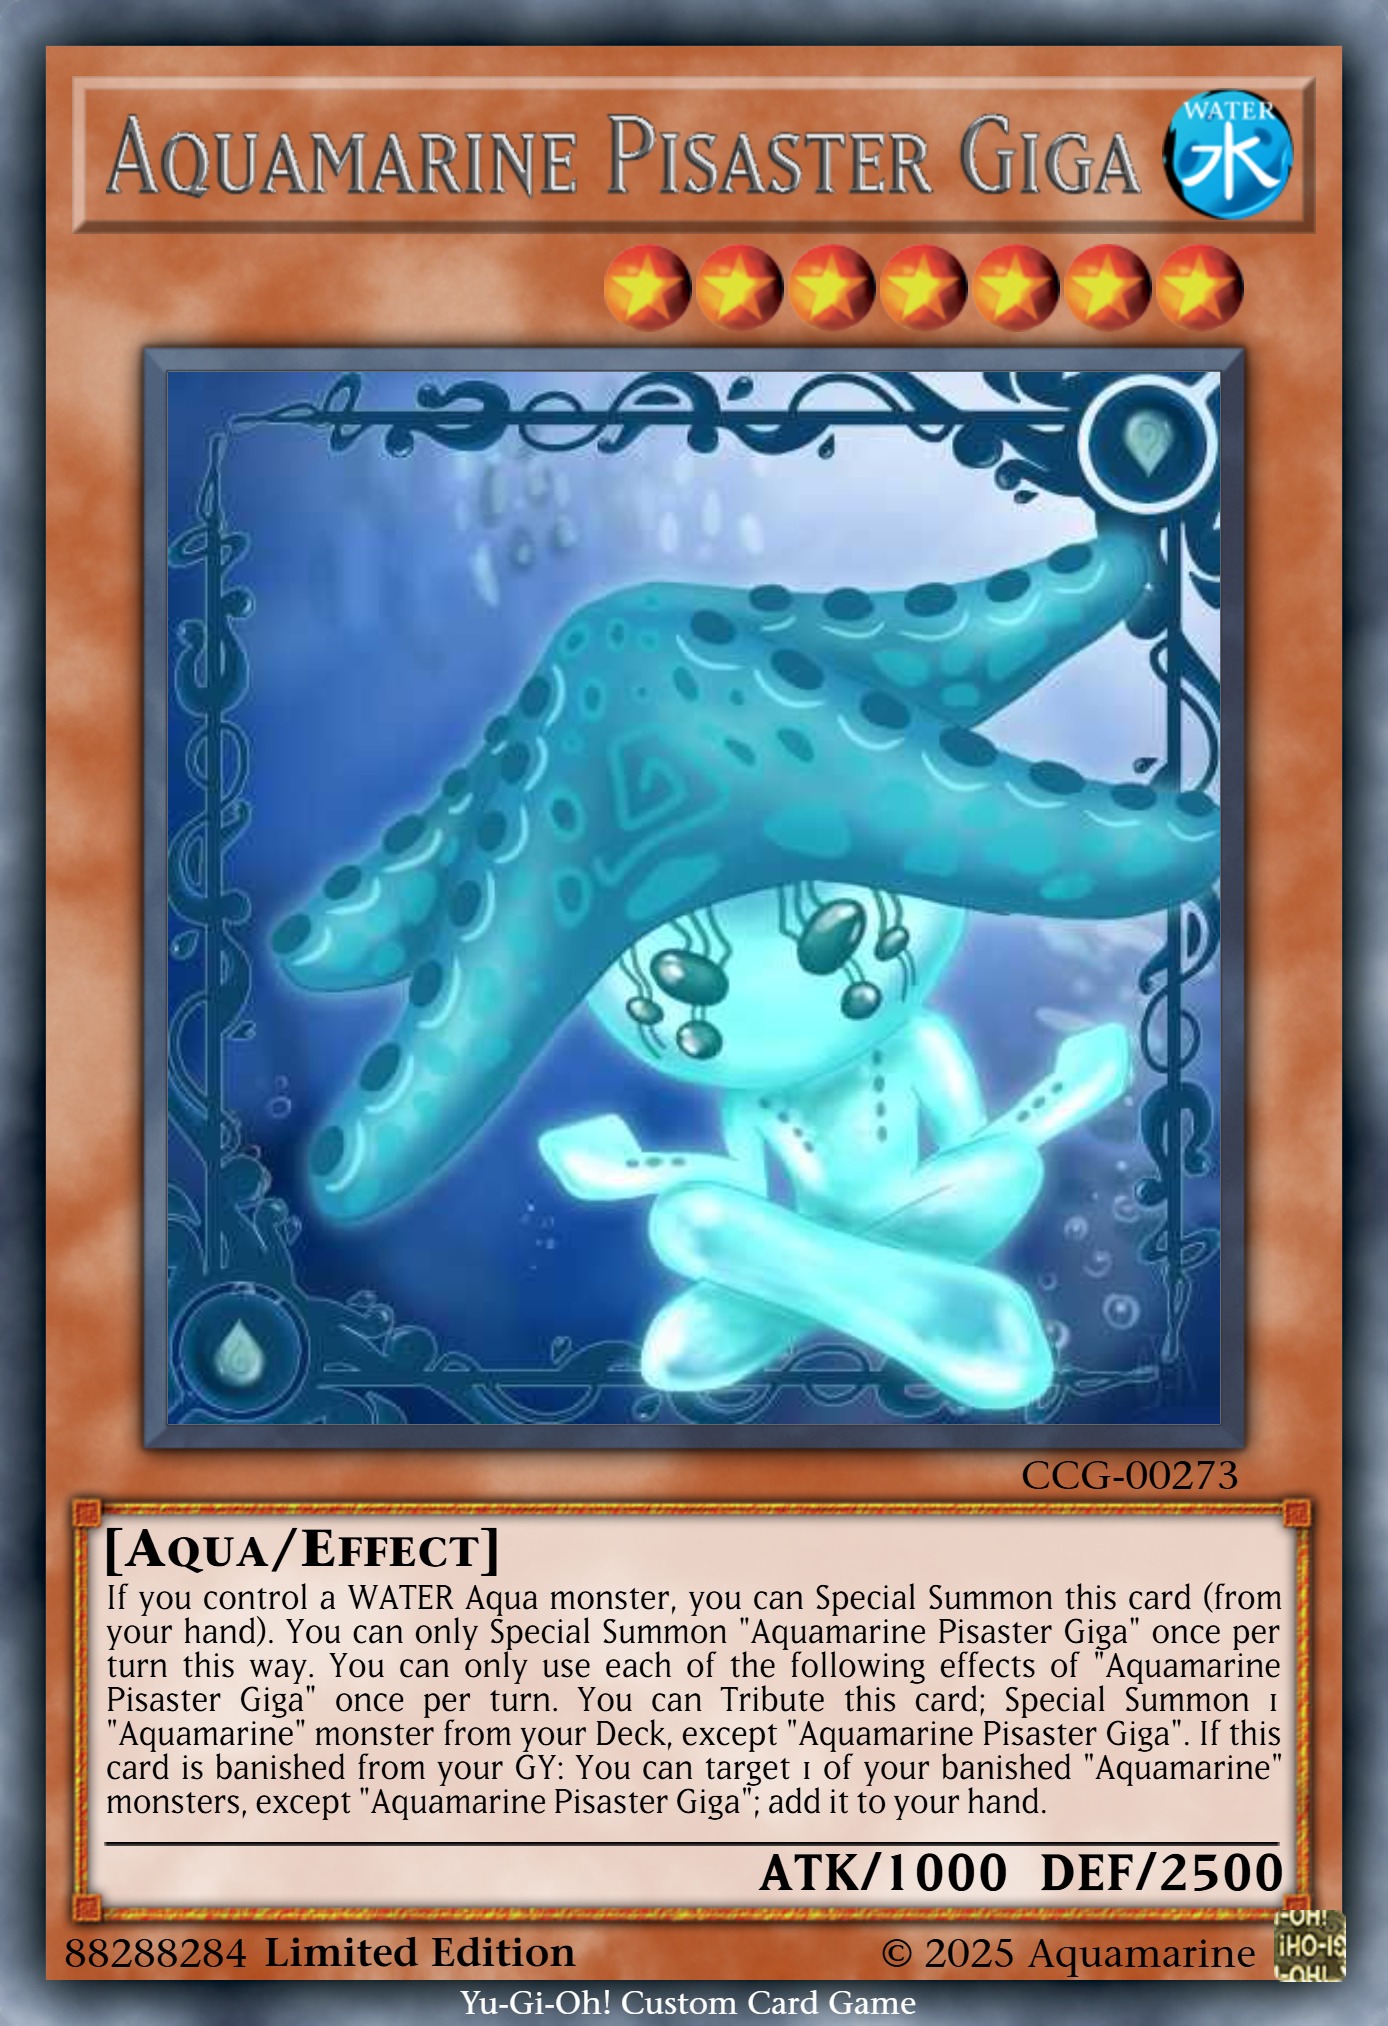 Aquamarine Pisaster Giga
WATER
水
CCG-00273
[Aqua/Effect]
If you control a WATER Aqua monster, you can Special Summon this card (from
your hand). You can only Special Summon "Aquamarine Pisaster Giga" once per
turn this way. You can only use each of the following effects of "Aquamarine
Pisaster Giga" once per turn. You can Tribute this card; Special Summon 1
"Aquamarine" monster from your Deck, except "Aquamarine Pisaster Giga". If this
card is banished from your GY: You can target 1 of your banished "Aquamarine"
monsters, except "Aquamarine Pisaster Giga"; add it to your hand.
ATK/1000 DEF/2500
88288284 Limited Edition
© 2025 Aquamarine
Yu-Gi-Oh! Custom Card Game